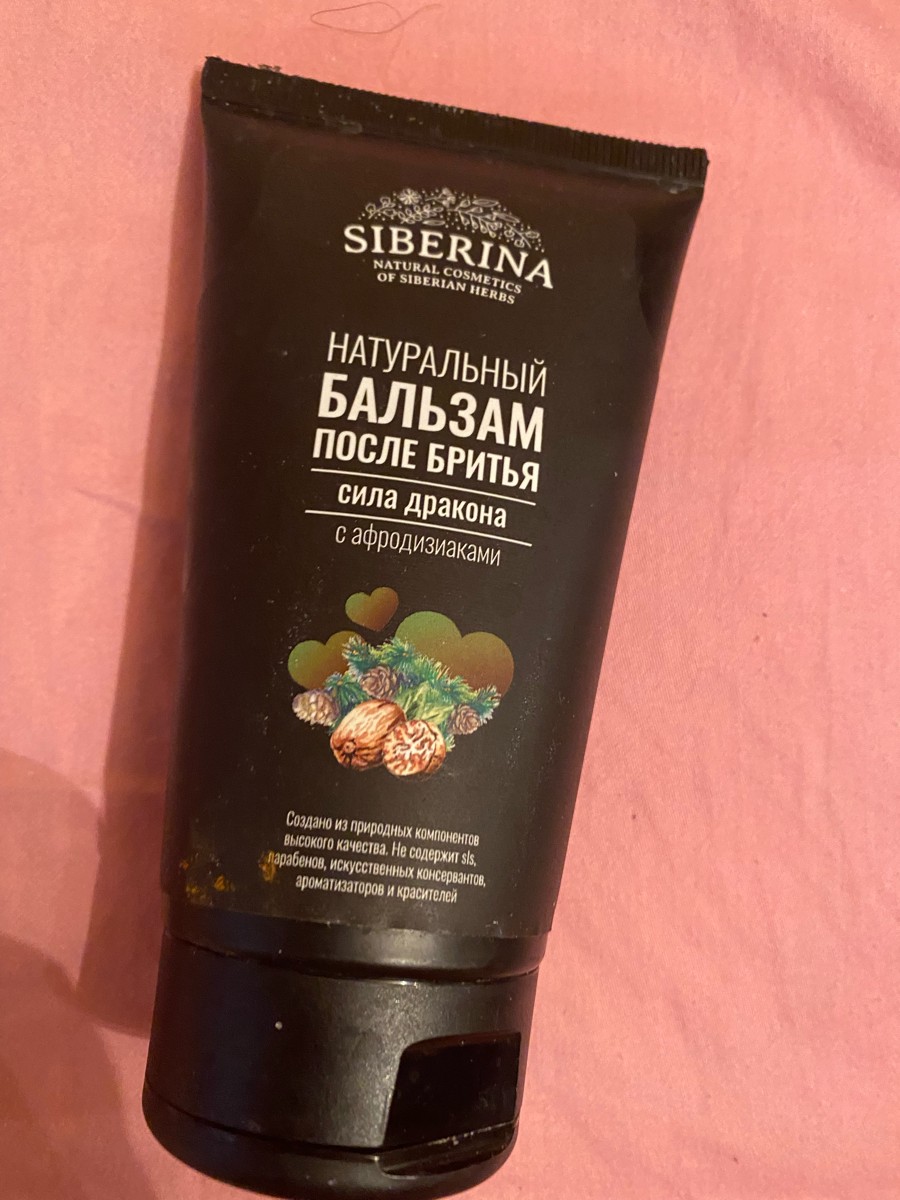 SIBERINA
NATURAL COSMETICS
OF SIBERIAN HERBS
НАТУРАЛЬНЫЙ
БАЛЬЗАМ
ПОСЛЕ БРИТЬЯ
сила дракона
с афродизиаками
Создано из природных компонентов
высокого качества. Не содержит sls,
парабенов, искусственных консервантов,
ароматизаторов и красителей